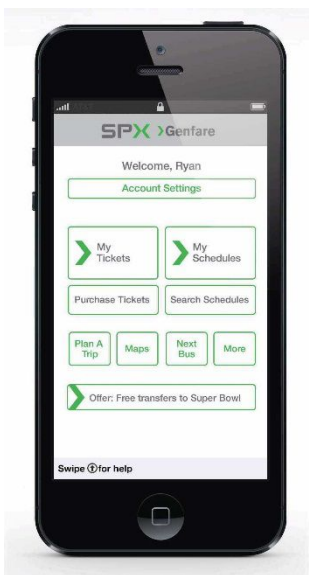 SPX >Genfare
Welcome, Ryan
Account Settings
My
Tickets
My
Schedules
Purchase Tickets
Search Schedules
Plan A
Trip
Maps
Next
Bus
More
Offer: Free transfers to Super Bowl
Swipe for help